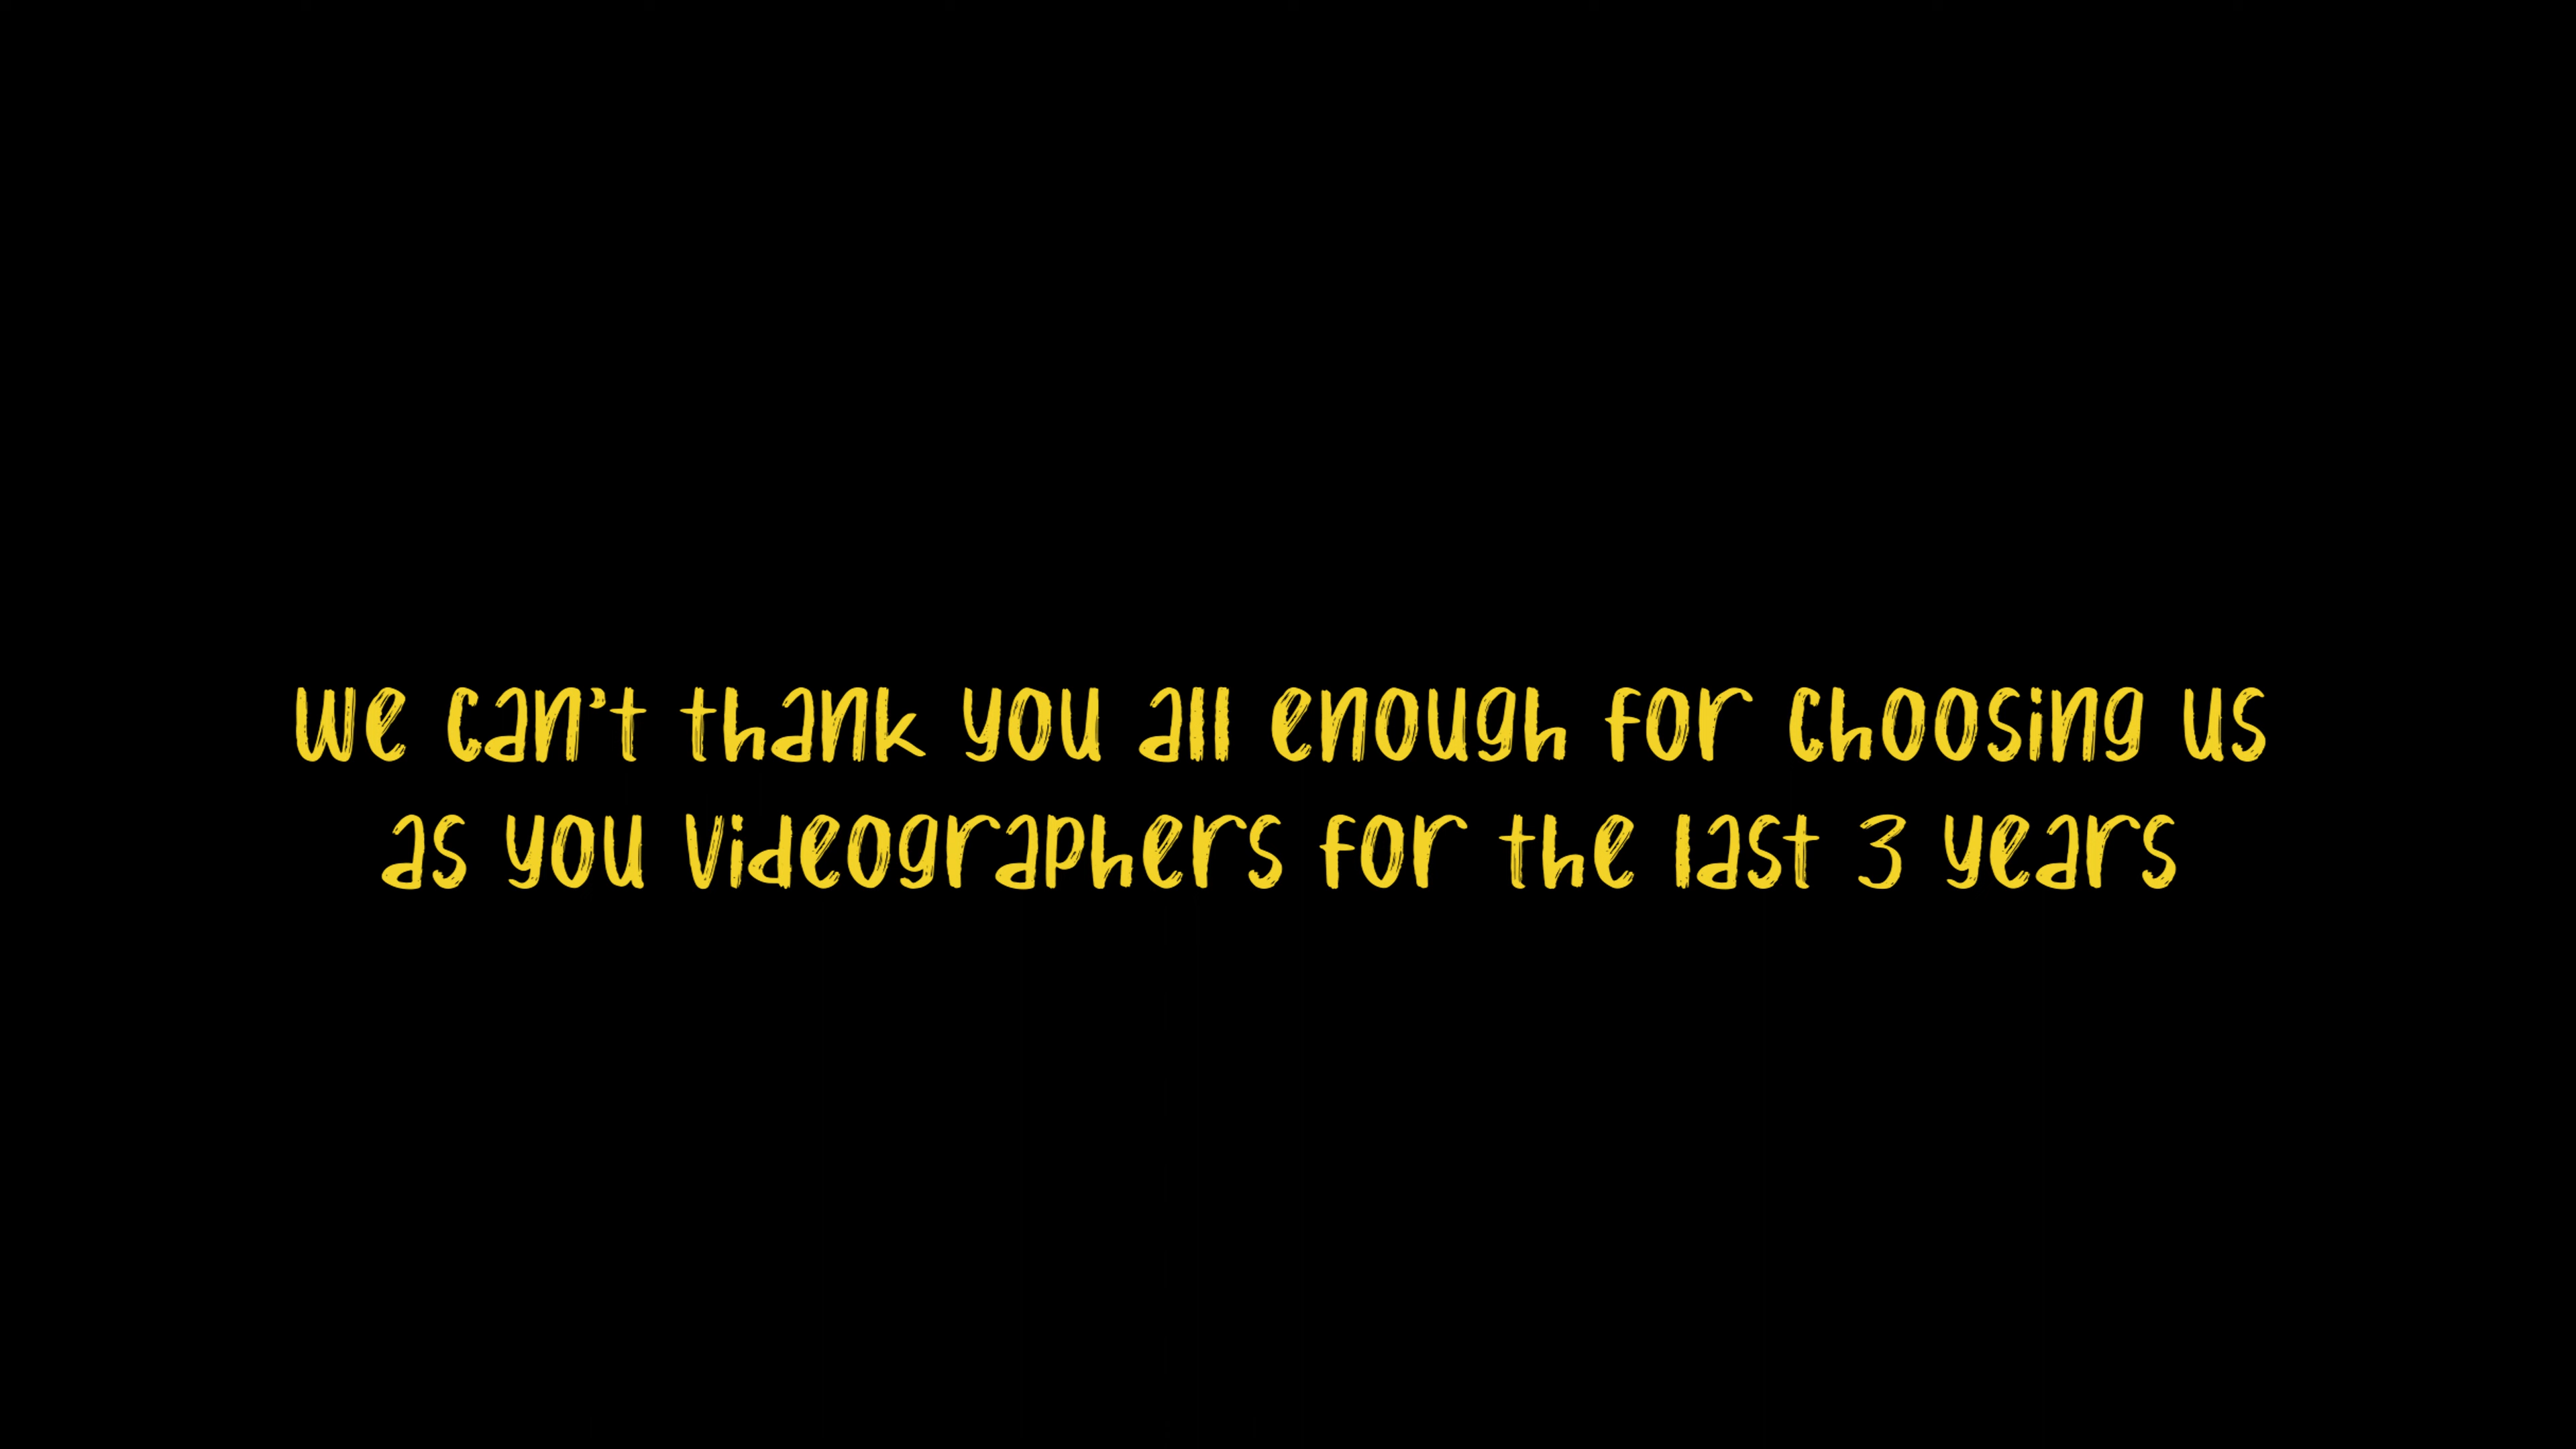 We can't thank you all enough for choosing us
as you videographers for the last 3 years